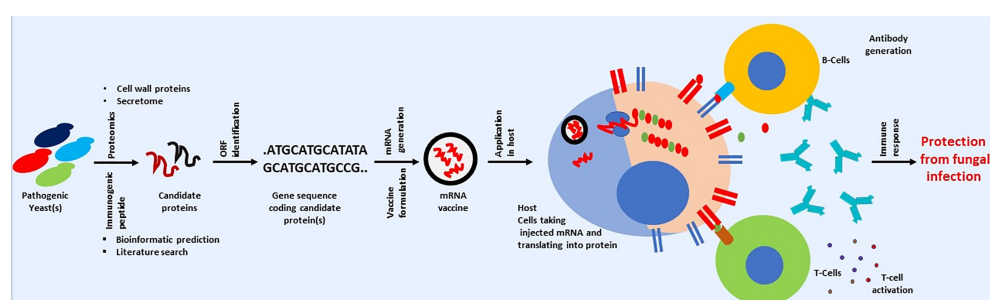 • Cell wall proteins
• Secretome
Proteomics
Immunogenic
peptide
Pathogenic
Yeast(s)
Candidate
proteins
▪ Bioinformatic prediction
▪ Literature search
ORF
identification
.ATGCATGCATATA
GCATGCATGCCG..
Gene sequence
coding candidate
protein(s)
mRNA
generation
Vaccine
formulation
mRNA
vaccine
Application
in host
Host
Cells taking
injected mRNA and
translating into protein
B-Cells
Antibody
generation
T-Cells
T-cell
activation
Immune
response
Protection
from fungal
infection